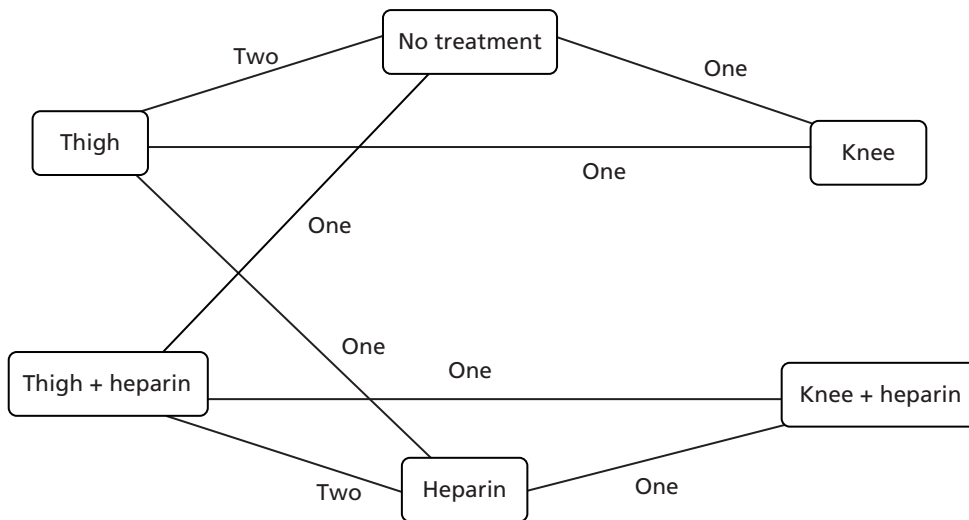 No treatment
Two
One
Thigh
Knee
One
One
One
One
Thigh + heparin
Knee + heparin
Heparin
Two
One